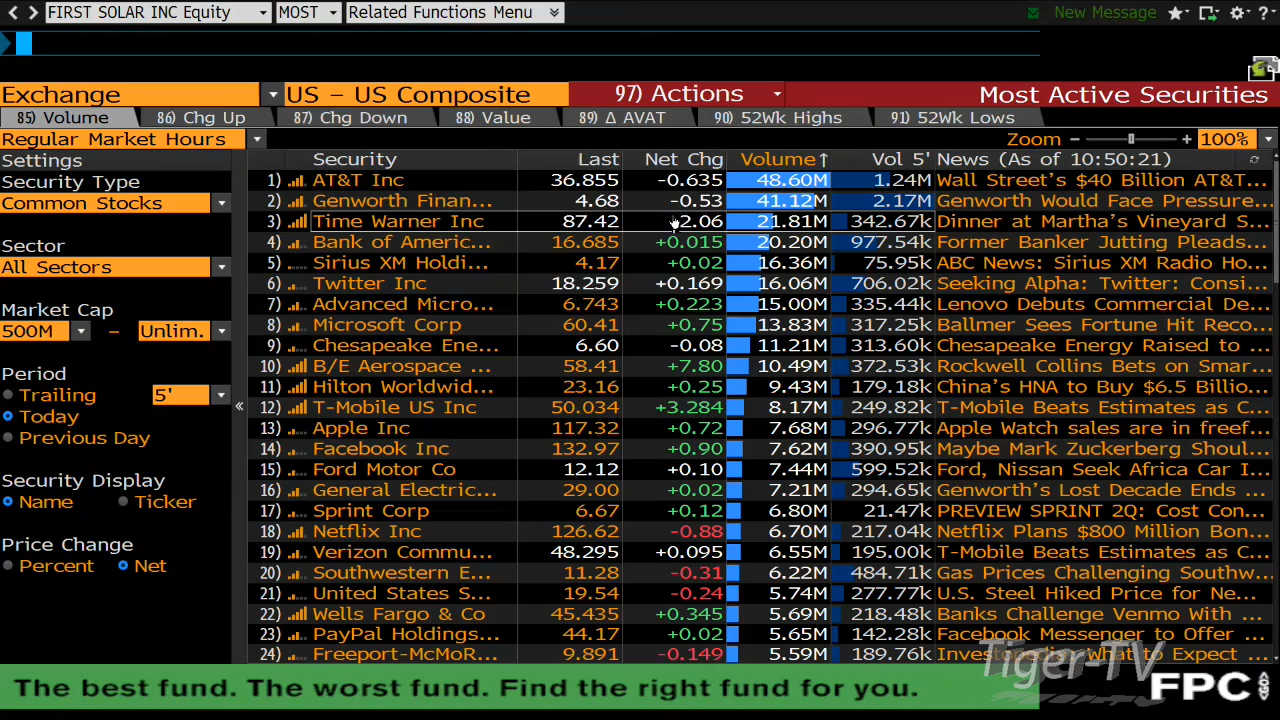 FIRST SOLAR INC Equity MOST Related Functions Menu New Message
Exchange US - US Composite 97) Actions Most Active Securities
85) Volume 86) Chg Up 87) Chg Down 88) Value 89) Δ AVAT 90) 52Wk Highs 91) 52Wk Lows
Regular Market Hours Zoom - + 100%
Settings
Security Type
Common Stocks
Sector
All Sectors
Market Cap
500M - Unlim.
Period
Trailing 5'
Today
Previous Day
Security Display
Name Ticker
Price Change
Percent Net
Security Last Net Chg Volume↑ Vol 5' News (As of 10:50:21)
1) AT&T Inc 36.855 -0.635 48.60M 1.24M Wall Street's $40 Billion AT&T...
2) Genworth Finan... 4.68 -0.53 41.12M 2.17M Genworth Would Face Pressure...
3) Time Warner Inc 87.42 2.06 21.81M 342.67k Dinner at Martha's Vineyard S...
4) Bank of Americ... 16.685 +0.015 20.20M 977.54k Former Banker Jutting Pleads...
5) Sirius XM Holdi... 4.17 +0.02 16.36M 75.95k ABC News: Sirius XM Radio Ho...
6) Twitter Inc 18.259 +0.169 16.06M 706.02k Seeking Alpha: Twitter: Consi...
7) Advanced Micro... 6.743 +0.223 15.00M 335.44k Lenovo Debuts Commercial De...
8) Microsoft Corp 60.41 +0.75 13.83M 317.25k Ballmer Sees Fortune Hit Reco...
9) Chesapeake Ene... 6.60 -0.08 11.21M 313.60k Chesapeake Energy Raised to ...
10) B/E Aerospace ... 58.41 +7.80 10.49M 372.53k Rockwell Collins Bets on Smar...
11) Hilton Worldwid... 23.16 +0.25 9.43M 179.18k China's HNA to Buy $6.5 Billio...
12) T-Mobile US Inc 50.034 +3.284 8.17M 249.82k T-Mobile Beats Estimates as C...
13) Apple Inc 117.32 +0.72 7.68M 296.77k Apple Watch sales are in freef...
14) Facebook Inc 132.97 +0.90 7.62M 390.95k Maybe Mark Zuckerberg Shoul...
15) Ford Motor Co 12.12 +0.10 7.44M 599.52k Ford, Nissan Seek Africa Car I...
16) General Electric... 29.00 +0.02 7.21M 294.65k Genworth's Lost Decade Ends ...
17) Sprint Corp 6.67 +0.12 6.80M 21.47k PREVIEW SPRINT 2Q: Cost Con...
18) Netflix Inc 126.62 -0.88 6.70M 217.04k Netflix Plans $800 Million Bon...
19) Verizon Commu... 48.295 +0.095 6.55M 195.00k T-Mobile Beats Estimates as C...
20) Southwestern E... 11.28 -0.31 6.22M 484.71k Gas Prices Challenging Southw...
21) United States S... 21.54 -0.24 5.74M 277.77k U.S. Steel Hiked Price for Ne...
22) Wells Fargo & Co 45.435 +0.345 5.69M 218.48k Banks Challenge Venmo With ...
23) PayPal Holdings... 44.17 +0.02 5.65M 142.28k Facebook Messenger to Offer ...
24) Freeport-McMoR... 9.891 -0.149 5.59M 189.76k What to Expect
Tiger-TV
The best fund. The worst fund. Find the right fund for you.
FPC